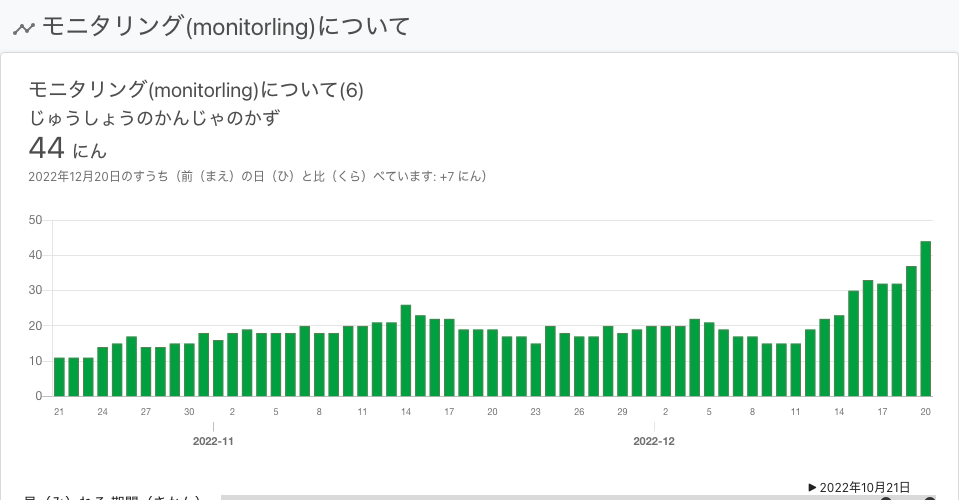 モニタリング(monitorling)について
モニタリング(monitorling)について(6)
じゅうしょうのかんじゃのかず
44 にん
2022年12月20日のすうち（前（まえ）の日（ひ）と比（くら）べています: +7 にん）
50
40
30
20
10
0
21 24 27 30 2 5 8 11 14 17 20 23 26 29 2 5 8 11 14 17 20
2022-11 2022-12
▶ 2022年10月21日